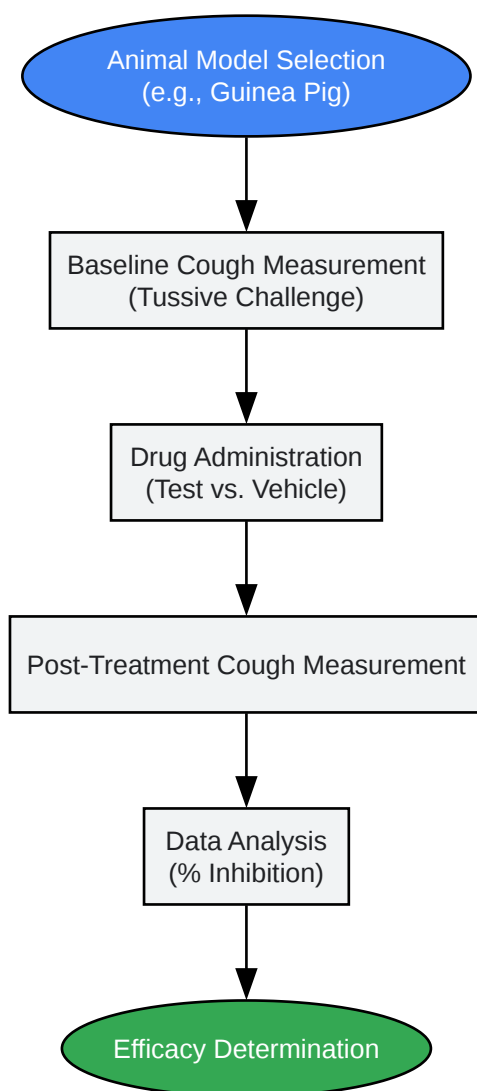 Animal Model Selection
(e.g., Guinea Pig)
Baseline Cough Measurement
(Tussive Challenge)
Drug Administration
(Test vs. Vehicle)
Post-Treatment Cough Measurement
Data Analysis
(% Inhibition)
Efficacy Determination